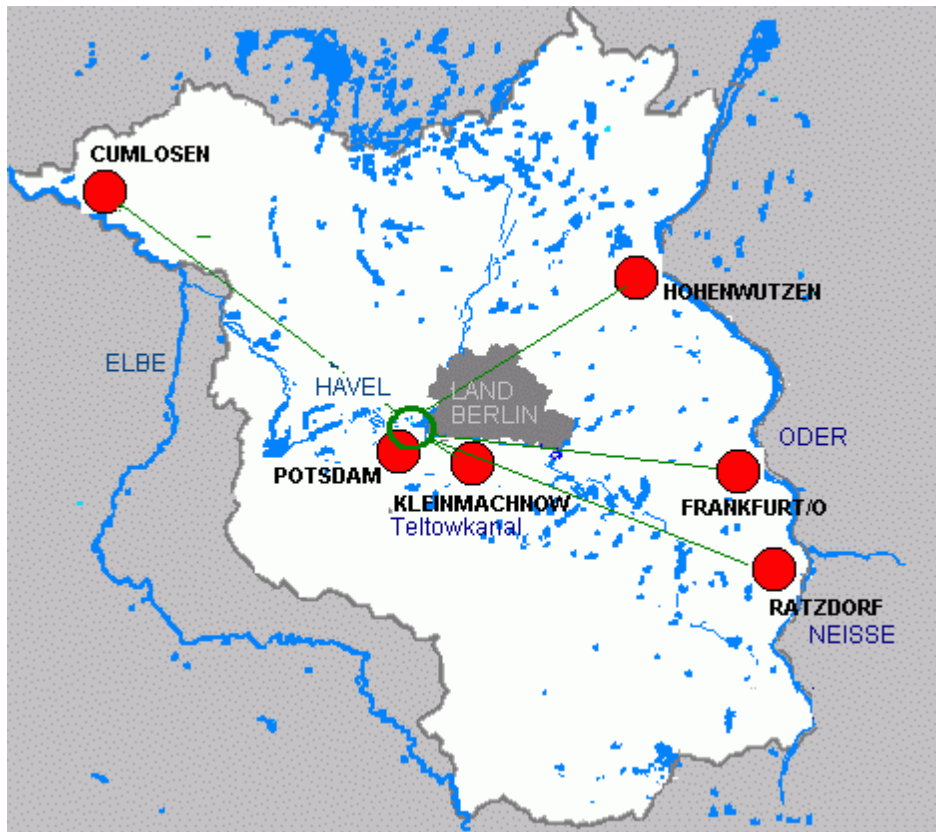 CUMLOSEN
HOHENWUTZEN
ELBE
HAVEL
LAND
BERLIN
ODER
POTSDAM
KLEINMACHNOW
FRANKFURT/O
Teltowkanal
RATZDORF
NEISSE